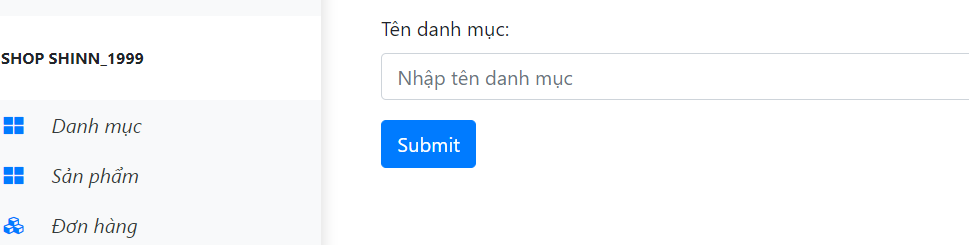 SHOP SHINN_1999
Danh mục
Sản phẩm
Đơn hàng
Tên danh mục:
Nhập tên danh mục
Submit